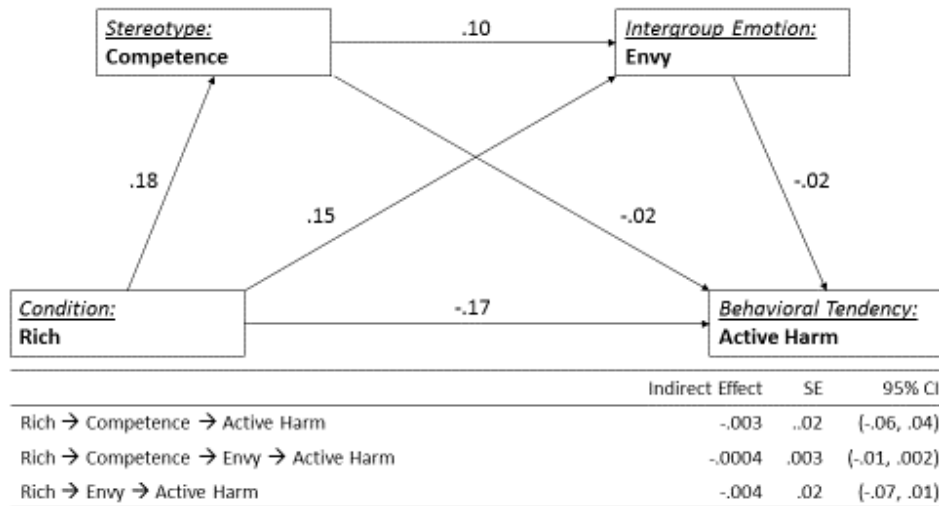 Stereotype:
Competence
.10
Intergroup Emotion:
Envy
.18
.15
-.02
-.02
Condition:
Rich
-.17
Behavioral Tendency:
Active Harm
Indirect Effect SE 95% CI
Rich → Competence → Active Harm -.003 ..02 (-.06, .04)
Rich → Competence → Envy → Active Harm -.0004 .003 (-.01, .002)
Rich → Envy → Active Harm -.004 .02 (-.07, .01)